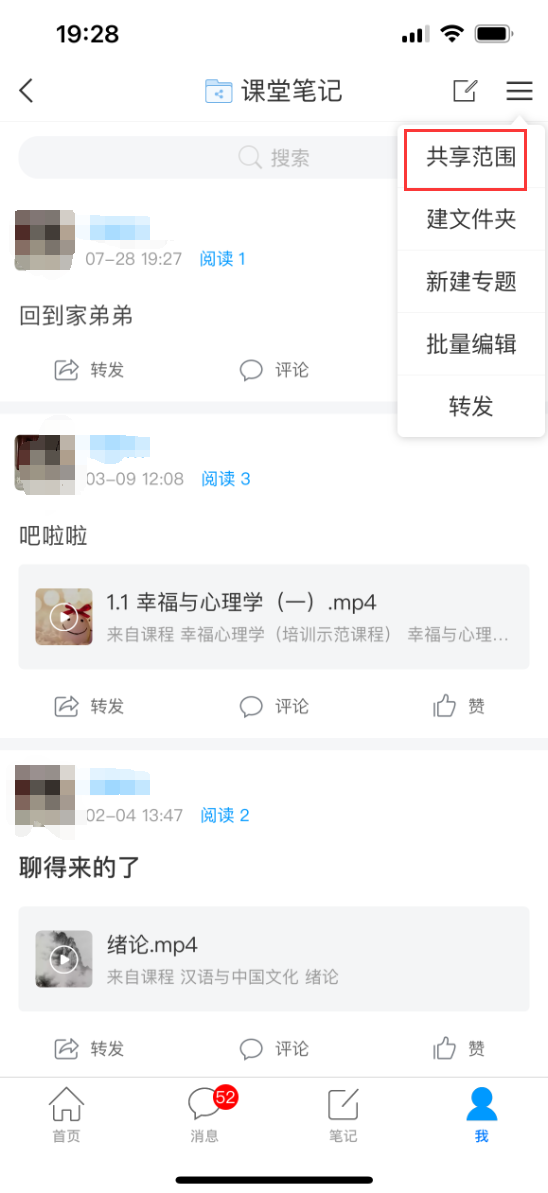 19:28
课堂笔记
搜索
共享范围
建文件夹
新建专题
批量编辑
转发
07-28 19:27 阅读 1
回到家弟弟
转发 评论
03-09 12:08 阅读 3
吧啦啦
1.1 幸福与心理学（一）.mp4
来自课程 幸福心理学（培训示范课程） 幸福与心理...
转发 评论 赞
02-04 13:47 阅读 2
聊得来的了
绪论.mp4
来自课程 汉语与中国文化 绪论
转发 评论 赞
52
首页 消息 笔记 我